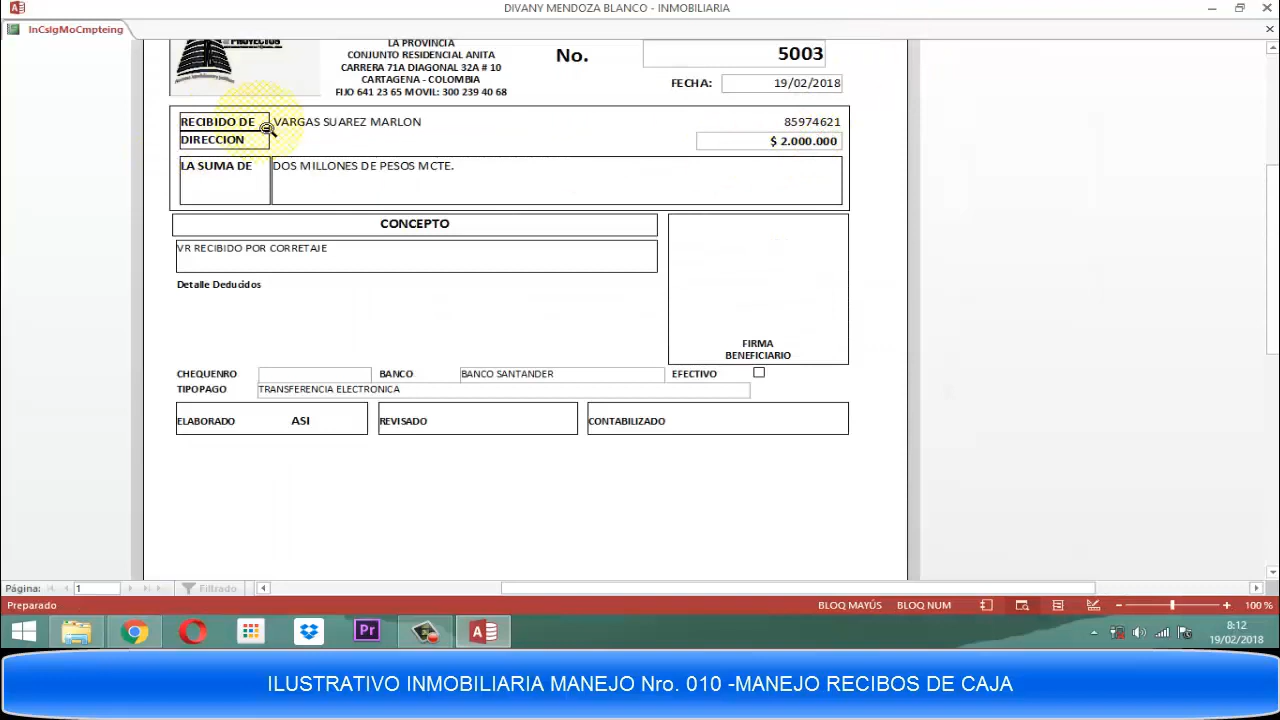 DIVANY MENDOZA BLANCO - INMOBILIARIA
InCsIgMoCmpteing
PROYECTOS
LA PROVINCIA
CONJUNTO RESIDENCIAL ANITA
CARRERA 71A DIAGONAL 32A # 10
CARTAGENA - COLOMBIA
FIJO 641 23 65 MOVIL: 300 239 40 68
No. 5003
FECHA: 19/02/2018
RECIBIDO DE VARGAS SUAREZ MARLON 85974621
DIRECCION $ 2.000.000
LA SUMA DE DOS MILLONES DE PESOS MCTE.
CONCEPTO
VR RECIBIDO POR CORRETAJE
Detalle Deducidos
FIRMA
BENEFICIARIO
CHEQUENRO BANCO BANCO SANTANDER EFECTIVO
TIPOPAGO TRANSFERENCIA ELECTRONICA
ELABORADO ASI REVISADO CONTABILIZADO
Página: 1 Filtrado
Preparado BLOQ MAYÚS BLOQ NUM 100 %
Pr
8:12
19/02/2018
ILUSTRATIVO INMOBILIARIA MANEJO Nro. 010 -MANEJO RECIBOS DE CAJA